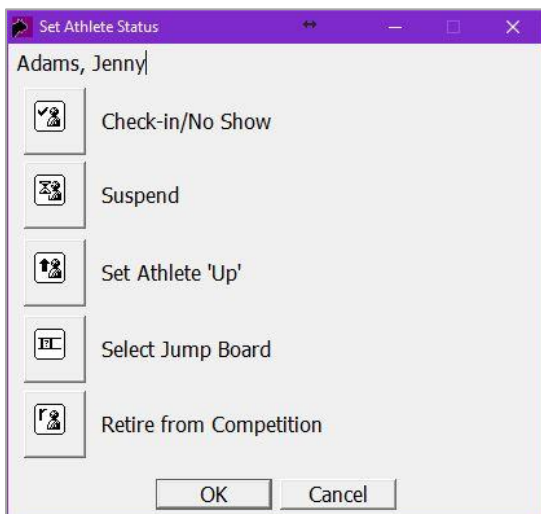 Set Athlete Status
Adams, Jenny
Check-in/No Show
Suspend
Set Athlete 'Up'
Select Jump Board
r
Retire from Competition
OK Cancel